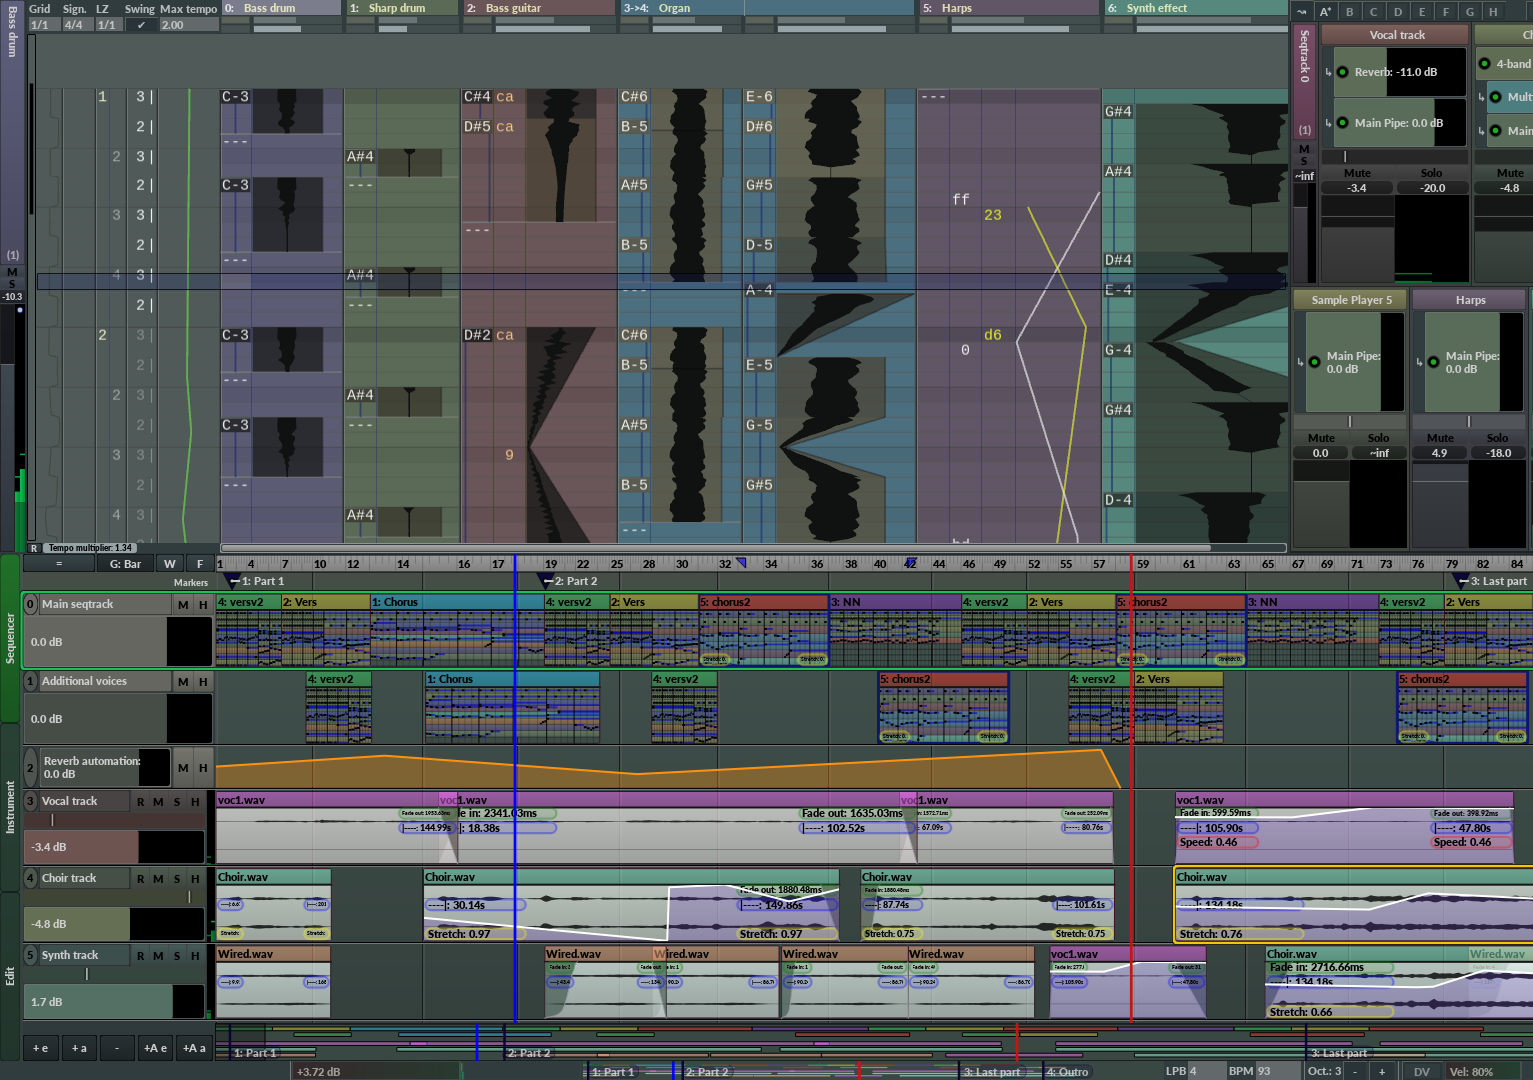 Grid Sign. LZ Swing Max tempo
1/1 4/4 1/1 ✓ 2.00
0: Bass drum
1: Sharp drum
2: Bass guitar
3->4: Organ
5: Harps
6: Synth effect
A* B C D E F G H
Bass drum
(1)
M
S
-10.3
1 3| C-3 C#4 ca C#6 E-6 ---
G#4
2| D#5 ca B-5 D#6
---
2 3| A#4
A#4
2| C-3 --- A#5 G#5
ff
3 3| 23
---
2| B-5 D-5
--- D#4
4 3| A#4
--- A-4 E-4
2| ---
2 3| C-3 D#2 ca C#6 d6
0 G-4
2| B-5 E-5
---
2 3| A#4
G#4
2| C-3 --- A#5 G-5
3 3| 9
2| --- B-5 G#5
D-4
4 3| A#4
---
R Tempo multiplier: 1.34
Seqtrack 0
(1)
M
S
~inf
Vocal track
Reverb: -11.0 dB
Main Pipe: 0.0 dB
Mute Solo
-3.4 -20.0
4-band
Mult
Main
Mute
-4.8
Sample Player 5
Main Pipe:
0.0 dB
Mute Solo
0.0 ~inf
Harps
Main Pipe:
0.0 dB
Mute Solo
4.9 -18.0
= G: Bar W F
1 4 7 10 14 16 17 19 22 25 28 30 32 34 36 38 40 42 44 47 49 52 55 57 59 61 63 65 67 69 71 73 75 76 79 82 84
Markers
1: Part 1
2: Part 2
3: Last part
Sequencer
Instrument
Edit
0 Main seqtrack M H
0.0 dB
4: versv2 2: Vers 1: Chorus 4: versv2 2: Vers 5: chorus2 3: NN 4: versv2 2: Vers 5: chorus2 3: NN 4: versv2 2: Vers
1 Additional voices M H
0.0 dB
4: versv2 1: Chorus 4: versv2 5: chorus2 4: versv2 2: Vers 5: chorus2
2 Reverb automation: M H
0.0 dB
3 Vocal track R M S H
-3.4 dB
voc1.wav voc1.wav voc1.wav voc1.wav
Fade out: 1635.03ms
Fade in: 599.59ms
Fade out: 398.92ms
|----: 144.99s
|: 18.38s
|----: 102.52s
67.09s
|----: 80.76s
|----: 105.90s
|----: 47.80s
Speed: 0.46
Speed: 0.46
4 Choir track R M S H
-4.8 dB
Choir.wav Choir.wav Choir.wav Choir.wav
Fade out: 1880.48ms
Fade in: 1880.48ms
----|: 30.14s
|----: 149.86s
87.74s
----: 101.61s
----|: 134.18s
Stretch: 0.97
Stretch: 0.97
Stretch: 0.75
Stretch: 0.75
Stretch: 0.76
5 Synth track R M S H
1.7 dB
Wired.wav Wired.wav Wired.wav Wired.wav Wired.wav voc1.wav Choir.wav Wired.wav
Fade in: 2716.66ms
----|: 134.18s
Stretch: 0.66
+ e + a - +A e +A a
1: Part 1
2: Part 2
3: Last part
+3.72 dB
1: Part 1
2: Part 2
3: Last part
4: Outro
LPB 4 BPM 93 Oct.: 3 - + DV Vel: 80%